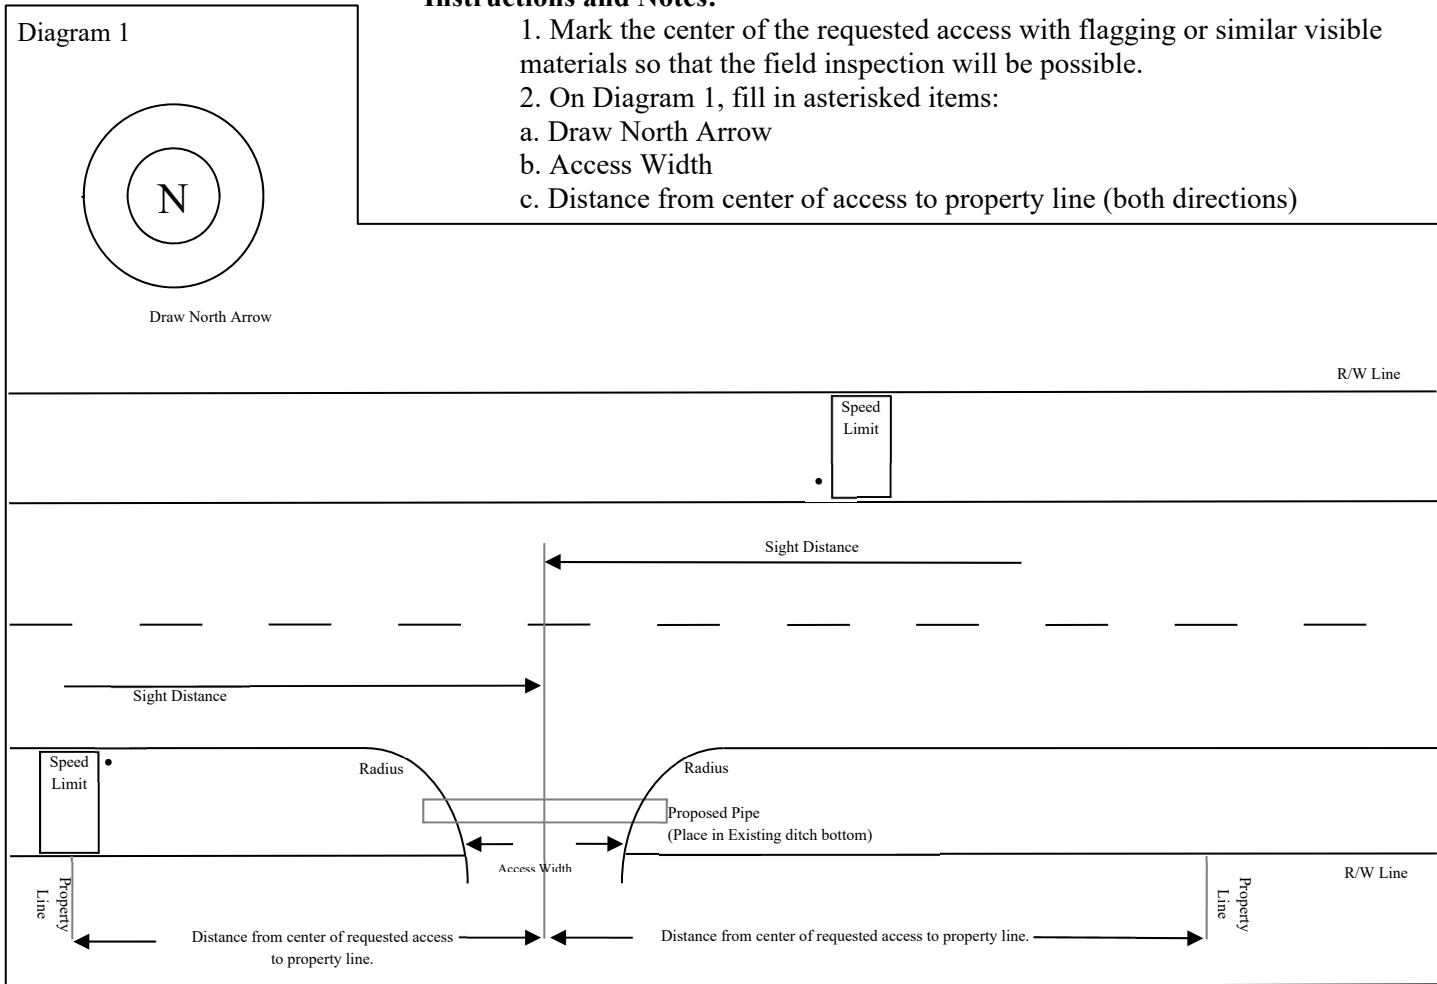 Instructions and Notes:
Diagram 1
1. Mark the center of the requested access with flagging or similar visible
materials so that the field inspection will be possible.
2. On Diagram 1, fill in asterisked items:
a. Draw North Arrow
b. Access Width
c. Distance from center of access to property line (both directions)
N
Draw North Arrow
R/W Line
Speed
Limit
Sight Distance
Sight Distance
Speed
Limit
Radius
Radius
Proposed Pipe
(Place in Existing ditch bottom)
Access Width
R/W Line
Property
Line
Property
Line
Distance from center of requested access
to property line.
Distance from center of requested access to property line.